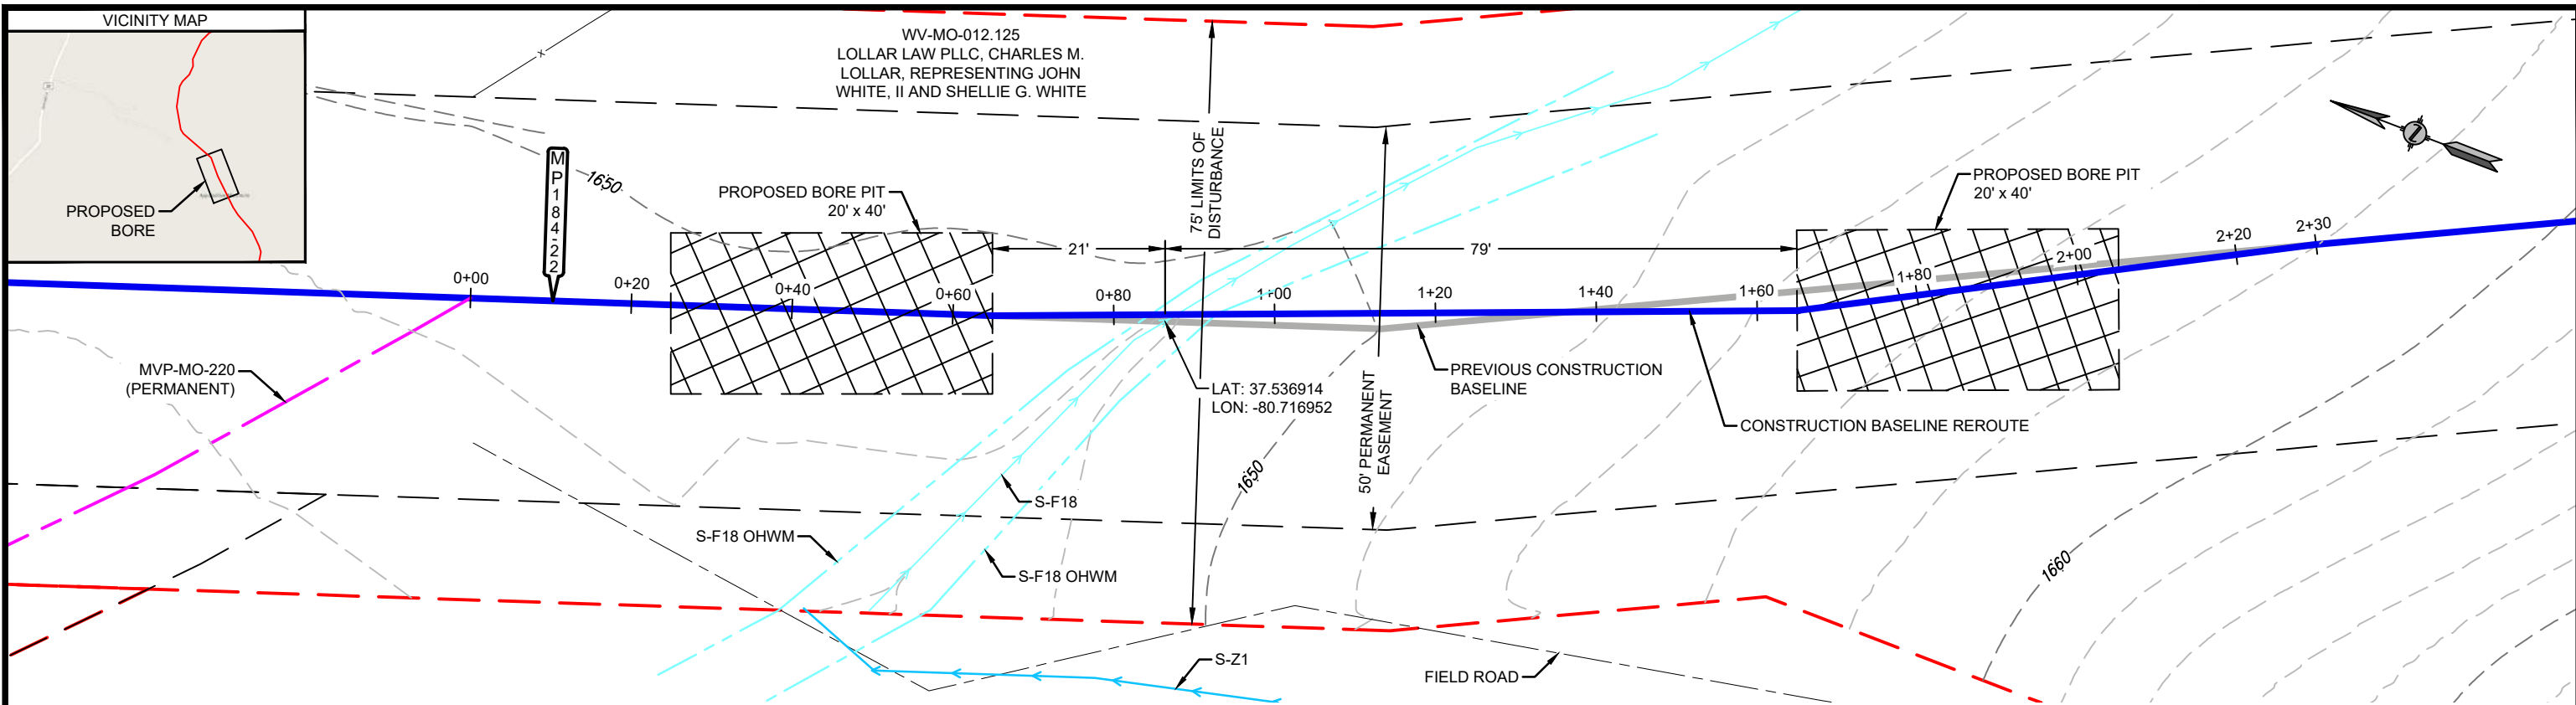 VICINITY MAP
PROPOSED
BORE
WV-MO-012.125
LOLLAR LAW PLLC, CHARLES M.
LOLLAR, REPRESENTING JOHN
WHITE, II AND SHELLIE G. WHITE
MP184-22
1650
PROPOSED BORE PIT
20' x 40'
75' LIMITS OF
DISTURBANCE
PROPOSED BORE PIT
20' x 40'
21'
79'
0+00
0+20
0+40
0+60
0+80
1+00
1+20
1+40
1+60
1+80
2+00
2+20
2+30
MVP-MO-220
(PERMANENT)
LAT: 37.536914
LON: -80.716952
PREVIOUS CONSTRUCTION
BASELINE
50' PERMANENT
EASEMENT
CONSTRUCTION BASELINE REROUTE
1650
S-F18
S-F18 OHWM
S-F18 OHWM
1660
S-Z1
FIELD ROAD